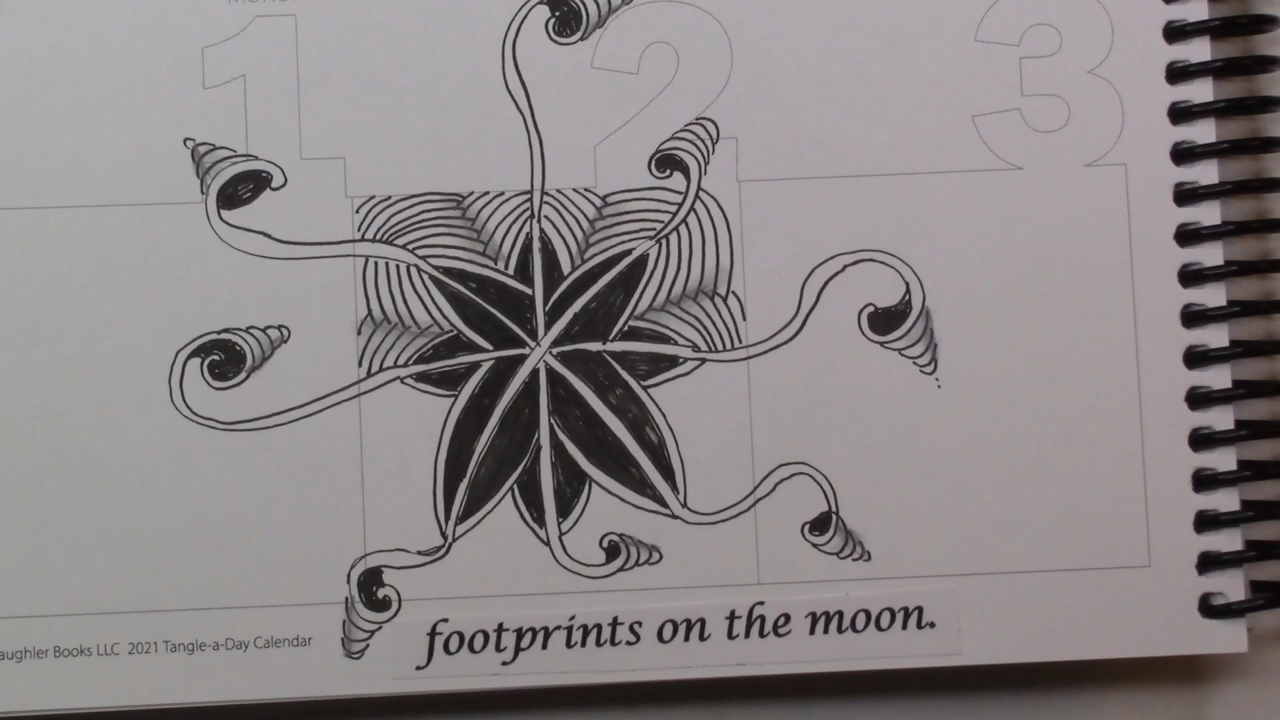 1 2 3
footprints on the moon.
aughler Books LLC 2021 Tangle-a-Day Calendar